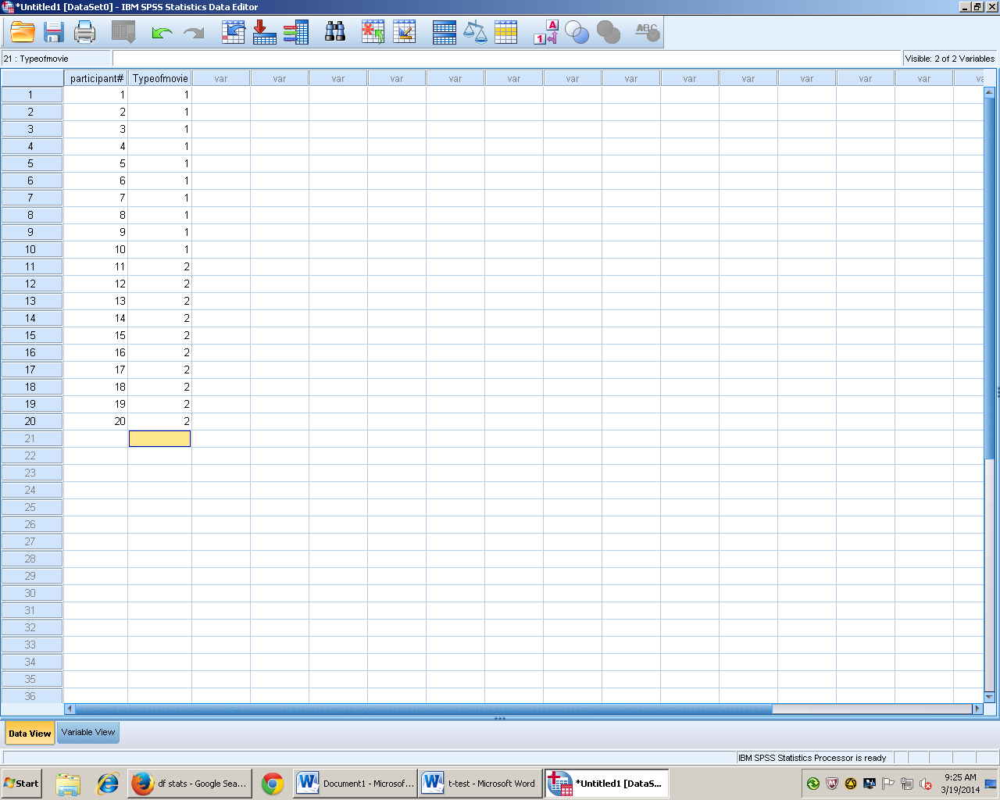 *Untitled1 [DataSet0] - IBM SPSS Statistics Data Editor
A
1
ABC
21 : Typeofmovie
Visible: 2 of 2 Variables
participant# Typeofmovie var var var var var var var var var var var var var va
1 1 1
2 2 1
3 3 1
4 4 1
5 5 1
6 6 1
7 7 1
8 8 1
9 9 1
10 10 1
11 11 2
12 12 2
13 13 2
14 14 2
15 15 2
16 16 2
17 17 2
18 18 2
19 19 2
20 20 2
21
22
23
24
25
26
27
28
29
30
31
32
33
34
35
36
Data View Variable View
IBM SPSS Statistics Processor is ready
Start df stats - Google Sea... Document1 - Microsof... t-test - Microsoft Word *Untitled1 [DataS... 9:25 AM
3/19/2014